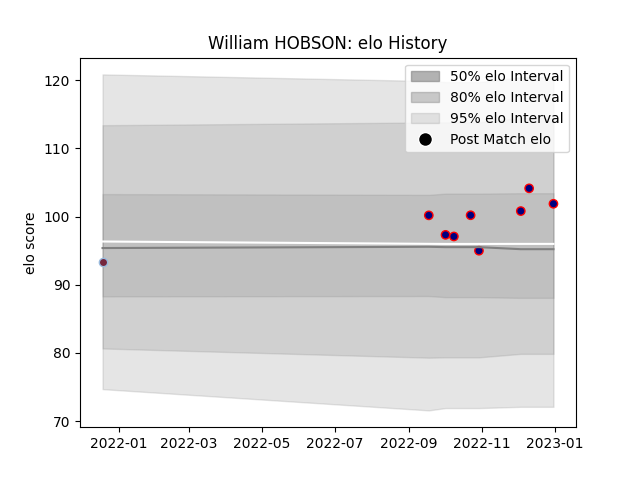 William HOBSON: elo History
50% elo Interval
80% elo Interval
95% elo Interval
Post Match elo
elo score
120
110
100
90
80
70
2022-01 2022-03 2022-05 2022-07 2022-09 2022-11 2023-01